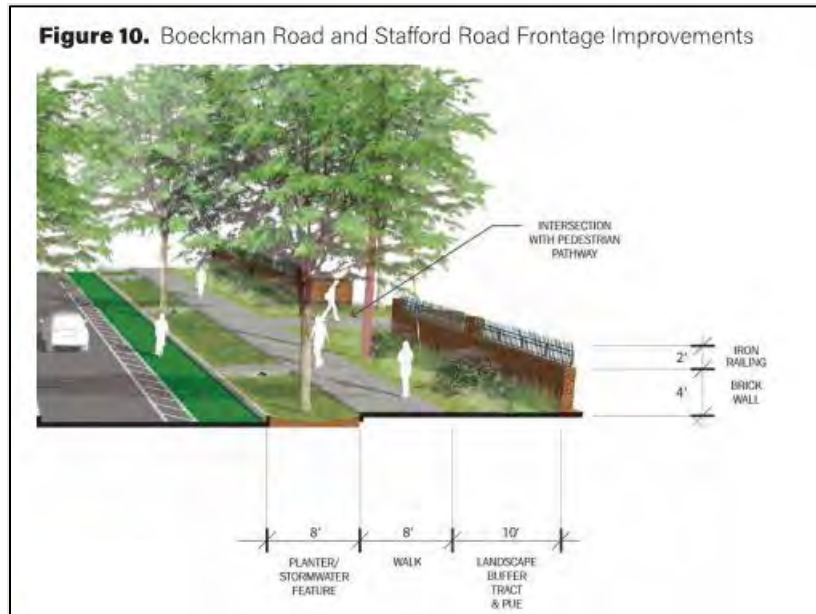 Figure 10. Boeckman Road and Stafford Road Frontage Improvements
INTERSECTION
WITH PEDESTRIAN
PATHWAY
2'
IRON
RAILING
4'
BRICK
WALL
8'
8'
10'
PLANTER/
STORMWATER
FEATURE
WALK
LANDSCAPE
BUFFER
TRACT
& PUE